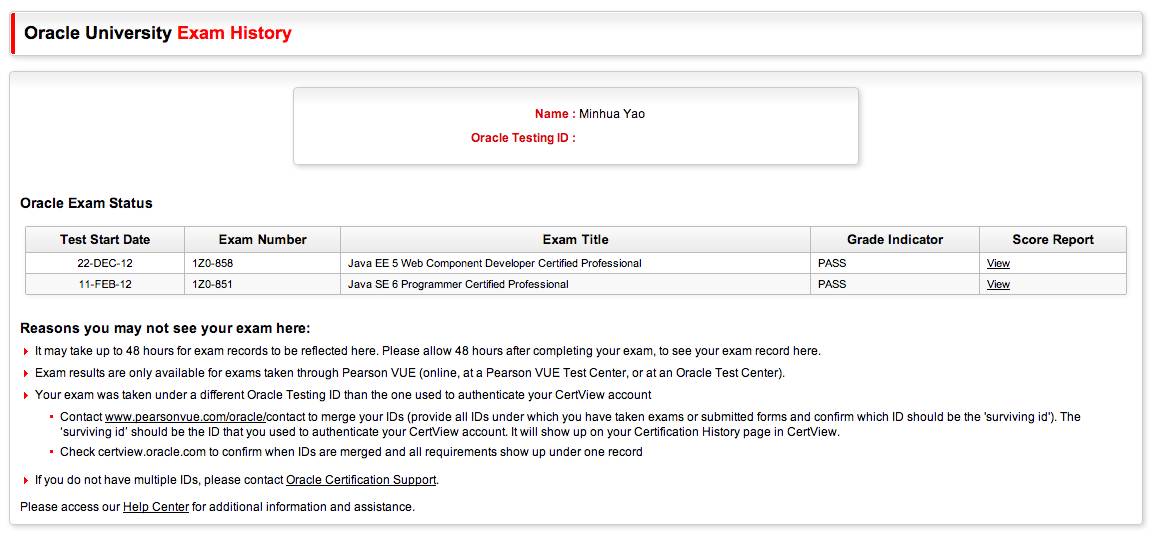 Oracle University Exam History
Name : Minhua Yao
Oracle Testing ID :
Oracle Exam Status
Test Start Date Exam Number Exam Title Grade Indicator Score Report
22-DEC-12 1Z0-858 Java EE 5 Web Component Developer Certified Professional PASS View
11-FEB-12 1Z0-851 Java SE 6 Programmer Certified Professional PASS View
Reasons you may not see your exam here:
It may take up to 48 hours for exam records to be reflected here. Please allow 48 hours after completing your exam, to see your exam record here.
Exam results are only available for exams taken through Pearson VUE (online, at a Pearson VUE Test Center, or at an Oracle Test Center).
Your exam was taken under a different Oracle Testing ID than the one used to authenticate your CertView account
Contact www.pearsonvue.com/oracle/contact to merge your IDs (provide all IDs under which you have taken exams or submitted forms and confirm which ID should be the 'surviving id'). The
'surviving id' should be the ID that you used to authenticate your CertView account. It will show up on your Certification History page in CertView.
Check certview.oracle.com to confirm when IDs are merged and all requirements show up under one record
If you do not have multiple IDs, please contact Oracle Certification Support.
Please access our Help Center for additional information and assistance.